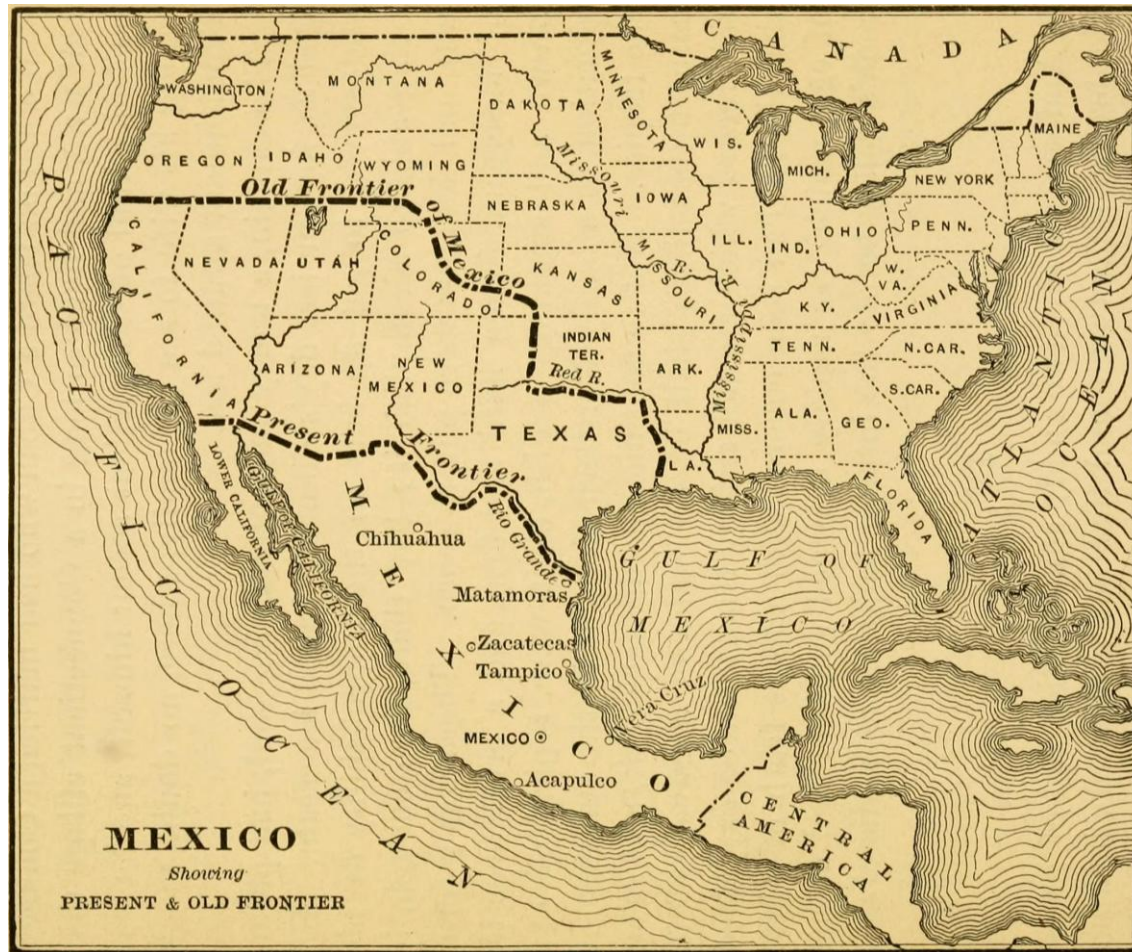 CANADA
WASHINGTON
MONTANA
DAKOTA
MINNESOTA
WIS.
MICH.
MAINE
OREGON
IDAHO
WYOMING
Missouri
R.
NEW YORK
Old Frontier
of Mexico
NEBRASKA
IOWA
ILL.
IND.
OHIO
PENN.
CALIFORNIA
NEVADA
UTAH
COLORADO
KANSAS
MISSOURI
W.
VA.
VIRGINIA
KY.
INDIAN
TER.
Mississippi
R.
TENN.
N.CAR.
ARIZONA
NEW
MEXICO
Red R.
ARK.
S.CAR.
Present
Frontier
TEXAS
MISS.
ALA.
GEO.
LA.
FLORIDA
PACIFIC OCEAN
ATLANTIC
OCEAN
LOWER CALIFORNIA
GULF OF CALIFORNIA
MEXICO
Chihuahua
Rio Grande
GULF OF
MEXICO
Matamoras
Zacatecas
Tampico
Vera Cruz
MEXICO
Acapulco
CENTRAL
AMERICA
MEXICO
Showing
PRESENT & OLD FRONTIER